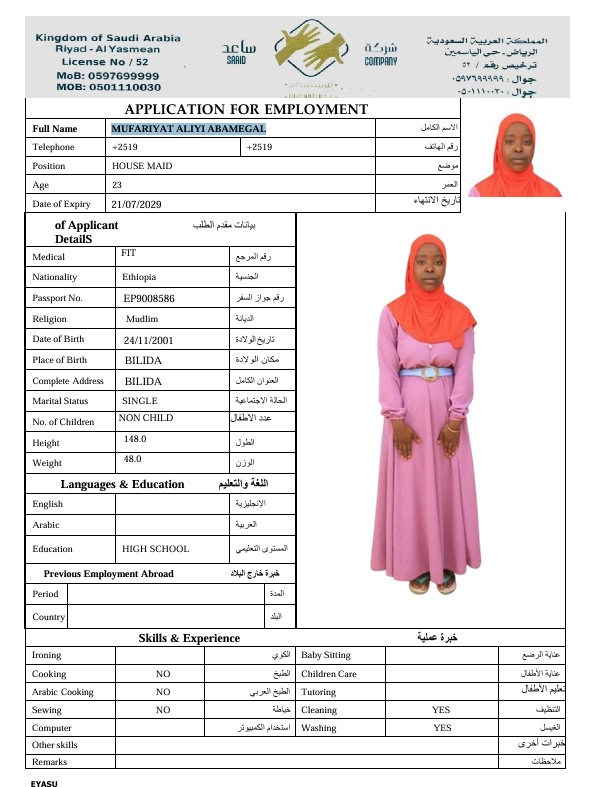 Kingdom of Saudi Arabia
Riyad - Al Yasmean
License No / 52
MoB: 0597699999
MOB: 0501110030
ساعد
SAAID
شركة
COMPANY
المملكة العربية السعودية
الرياض. حي الياسمين
ترخيص رقم / ٥٢
جوال : ٠٥٩٧٦٩٩٩٩٩
جوال : ٠٥٠١١١٠٠٣٠
APPLICATION FOR EMPLOYMENT
Full Name MUFARIYAT ALIYI ABAMEGAL الاسم الكامل
Telephone +2519 +2519 رقم الهاتف
Position HOUSE MAID موضع
Age 23 العمر
Date of Expiry 21/07/2029 تاريخ الانتهاء
of Applicant بيانات مقدم الطلب
DetailS
Medical FIT رقم المرجع
Nationality Ethiopia الجنسية
Passport No. EP9008586 رقم جواز السفر
Religion Mudlim الديانة
Date of Birth 24/11/2001 تاريخ الولادة
Place of Birth BILIDA مكان الولادة
Complete Address BILIDA العنوان الكامل
Marital Status SINGLE الحالة الاجتماعية
No. of Children NON CHILD عدد الاطفال
Height 148.0 الطول
Weight 48.0 الوزن
Languages & Education اللغة والتعليم
English الإنجليزية
Arabic العربية
Education HIGH SCHOOL المستوى التعليمي
Previous Employment Abroad خبرة خارج البلاد
Period المدة
Country البلد
Skills & Experience خبرة عملية
Ironing الكوي Baby Sitting عناية الرضع
Cooking NO الطبخ Children Care عناية الأطفال
Arabic Cooking NO الطبخ العربي Tutoring تعليم الأطفال
Sewing NO خياطة Cleaning YES التنظيف
Computer استخدام الكمبيوتر Washing YES الغسيل
Other skills خبرات أخرى
Remarks ملاحظات
EYASU